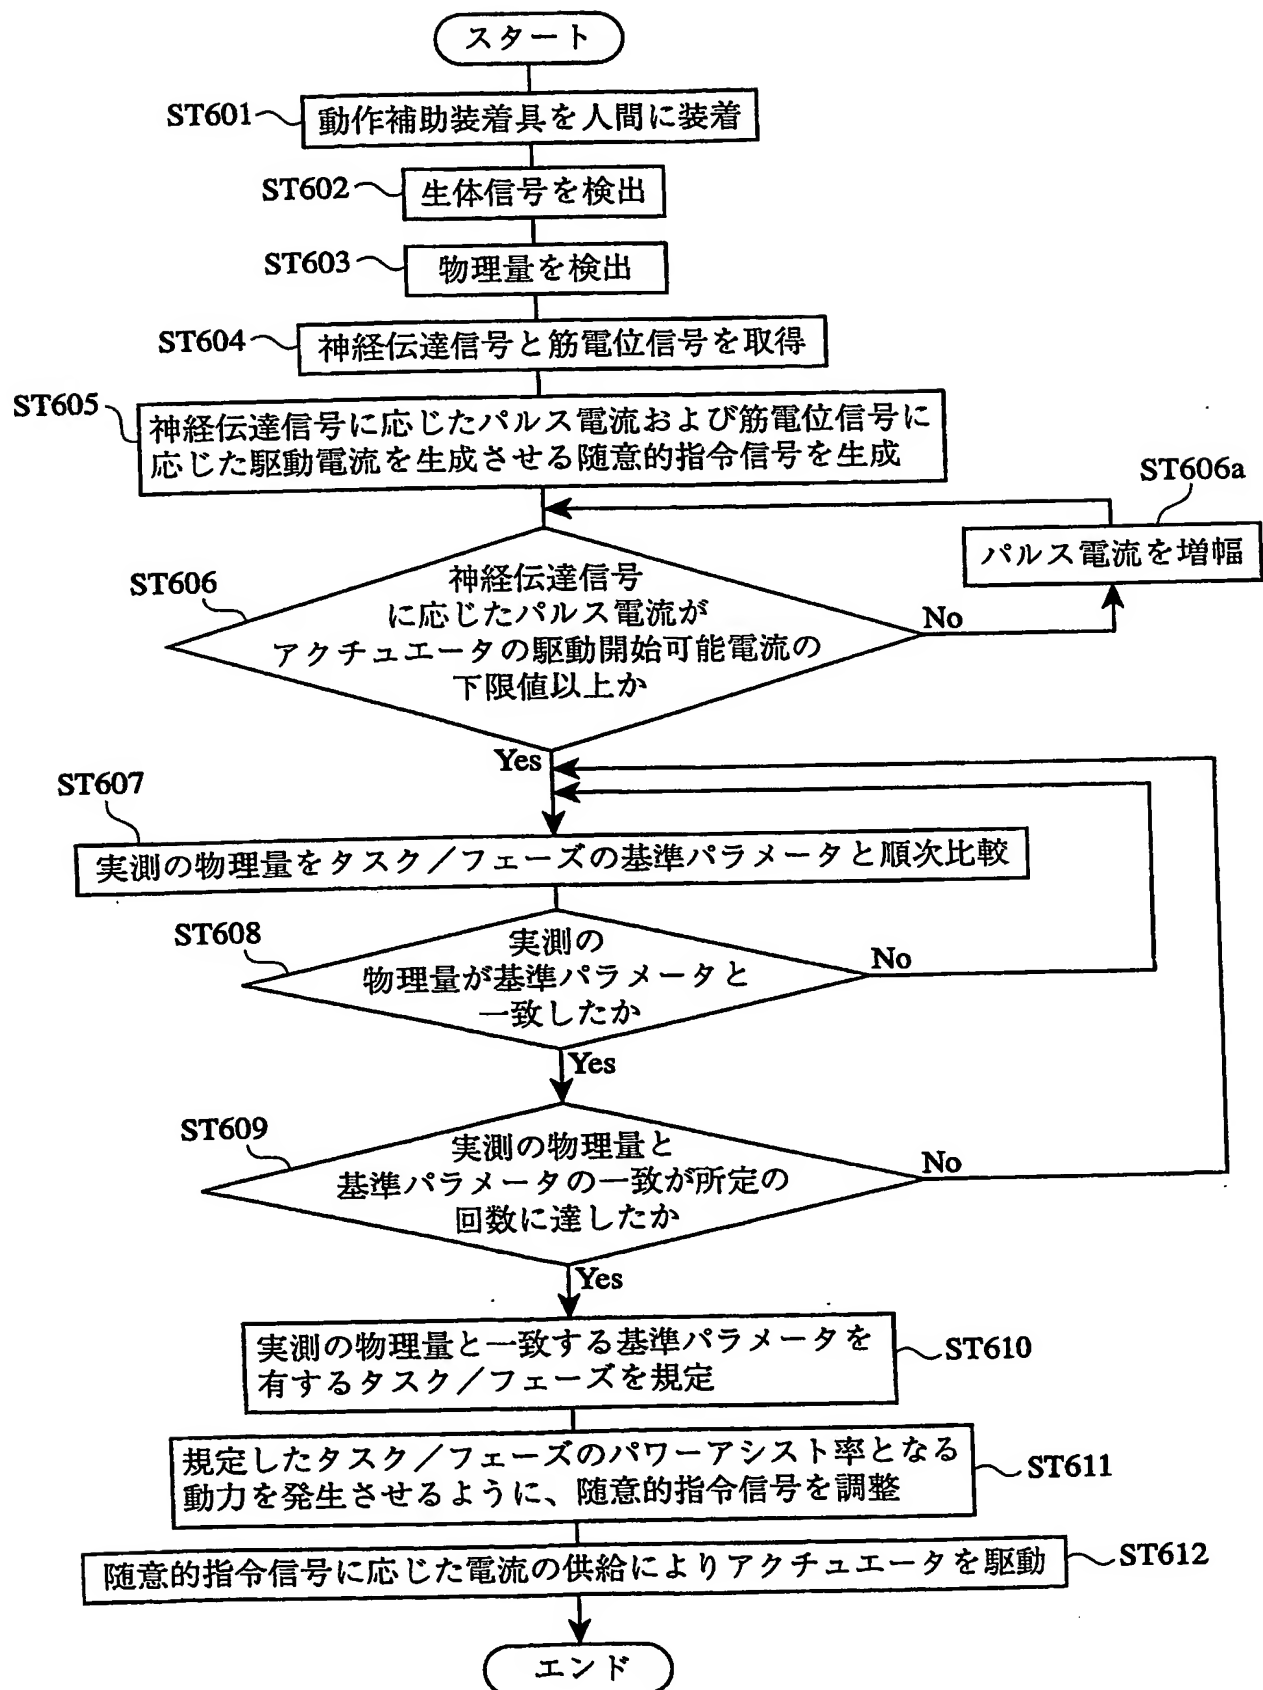 スタート
ST601
動作補助装着具を人間に装着
ST602
生体信号を検出
ST603
物理量を検出
ST604
神経伝達信号と筋電位信号を取得
ST605
神経伝達信号に応じたパルス電流および筋電位信号に
応じた駆動電流を生成させる随意的指令信号を生成
ST606a
パルス電流を増幅
ST606
神経伝達信号
に応じたパルス電流が
アクチュエータの駆動開始可能電流の
下限値以上か
No
Yes
ST607
実測の物理量をタスク／フェーズの基準パラメータと順次比較
ST608
実測の
物理量が基準パラメータと
一致したか
No
Yes
ST609
実測の物理量と
基準パラメータの一致が所定の
回数に達したか
No
Yes
実測の物理量と一致する基準パラメータを
有するタスク／フェーズを規定
ST610
規定したタスク／フェーズのパワーアシスト率となる
動力を発生させるように、随意的指令信号を調整
ST611
随意的指令信号に応じた電流の供給によりアクチュエータを駆動
ST612
エンド